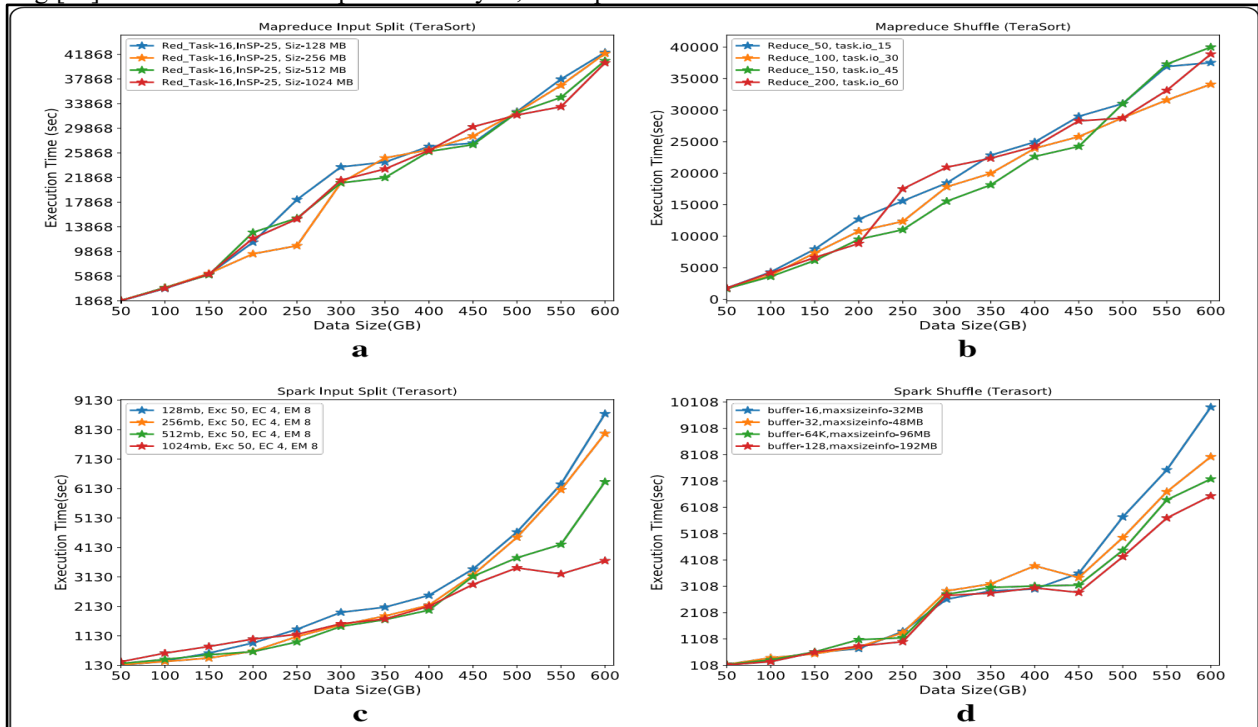 Mapreduce Input Split (TeraSort)
Execution Time (sec)
41868
37868
33868
29868
25868
21868
17868
13868
9868
5868
1868
Red_Task-16,InSP-25, Siz-128 MB
Red_Task-16,InSP-25, Siz-256 MB
Red_Task-16,InSP-25, Siz-512 MB
Red_Task-16,InSP-25, Siz-1024 MB
50 100 150 200 250 300 350 400 450 500 550 600
Data Size(GB)
a
Mapreduce Shuffle (TeraSort)
Execution Time(sec)
40000
35000
30000
25000
20000
15000
10000
5000
0
Reduce_50, task.io_15
Reduce_100, task.io_30
Reduce_150, task.io_45
Reduce_200, task.io_60
50 100 150 200 250 300 350 400 450 500 550 600
Data Size(GB)
b
Spark Input Split (Terasort)
Execution Time(sec)
9130
8130
7130
6130
5130
4130
3130
2130
1130
130
128mb, Exc 50, EC 4, EM 8
256mb, Exc 50, EC 4, EM 8
512mb, Exc 50, EC 4, EM 8
1024mb, Exc 50, EC 4, EM 8
50 100 150 200 250 300 350 400 450 500 550 600
Data Size(GB)
c
Spark Shuffle (Terasort)
Execution Time(sec)
10108
9108
8108
7108
6108
5108
4108
3108
2108
1108
108
buffer-16,maxsizeinfo-32MB
buffer-32,maxsizeinfo-48MB
buffer-64K,maxsizeinfo-96MB
buffer-128,maxsizeinfo-192MB
50 100 150 200 250 300 350 400 450 500 550 600
Data Size(GB)
d